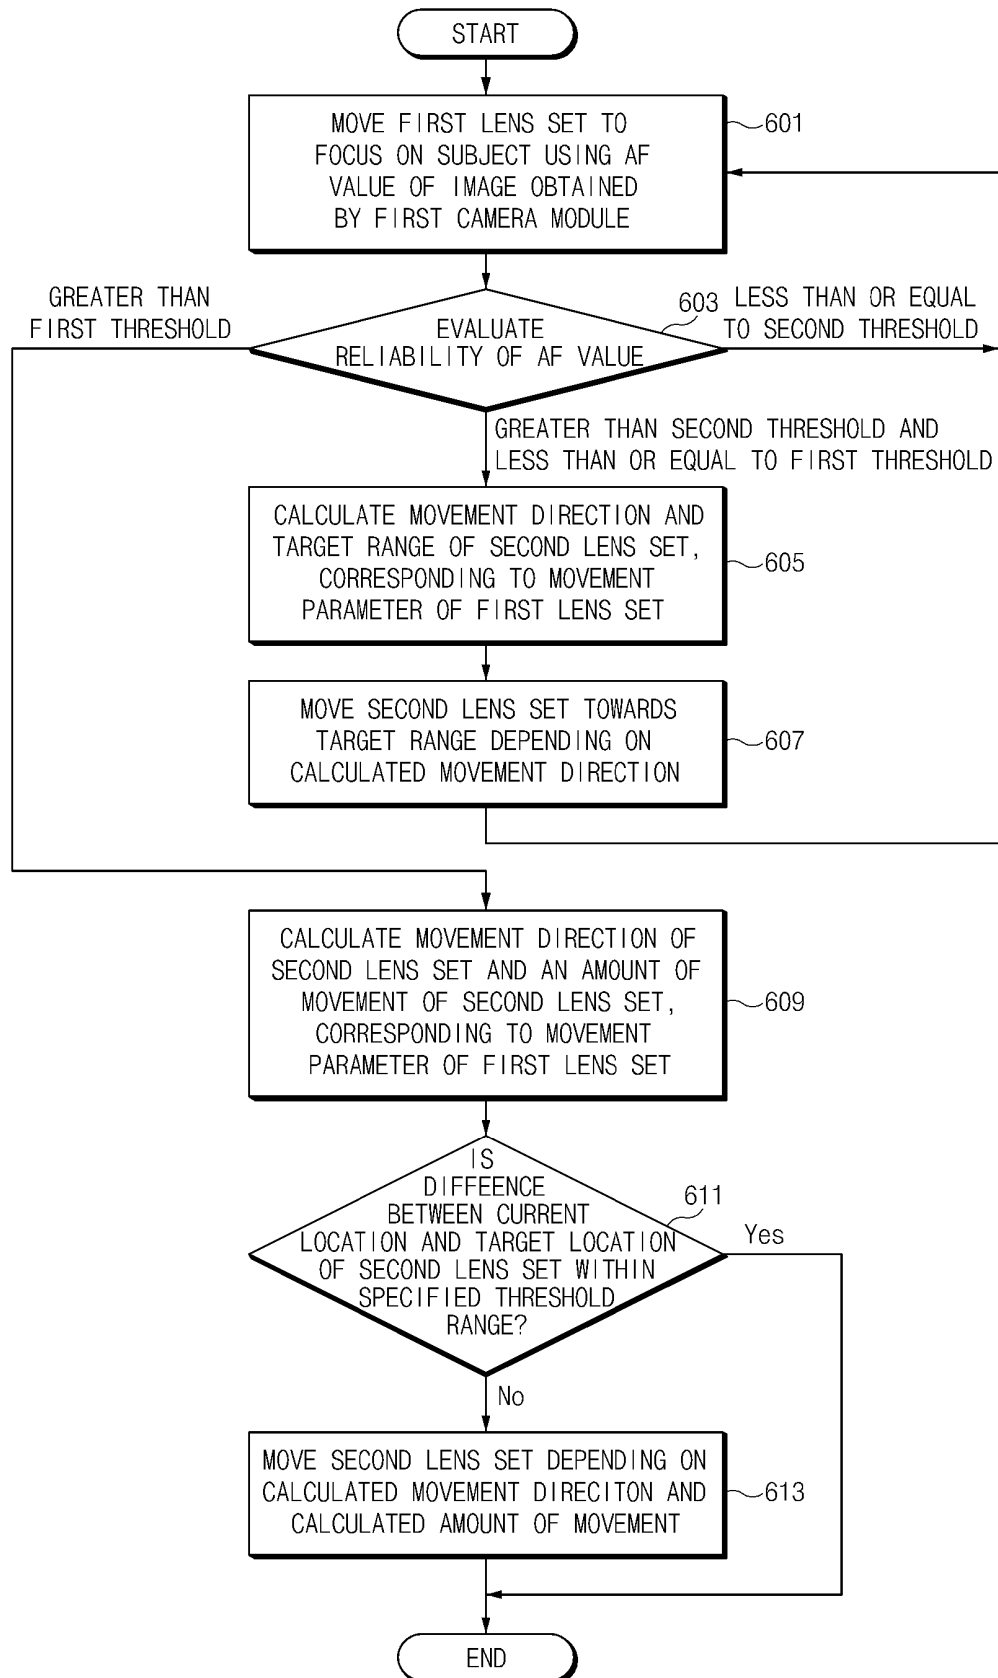 START
MOVE FIRST LENS SET TO
FOCUS ON SUBJECT USING AF
VALUE OF IMAGE OBTAINED
BY FIRST CAMERA MODULE
601
GREATER THAN
FIRST THRESHOLD
EVALUATE
RELIABILITY OF AF VALUE
603
LESS THAN OR EQUAL
TO SECOND THRESHOLD
GREATER THAN SECOND THRESHOLD AND
LESS THAN OR EQUAL TO FIRST THRESHOLD
CALCULATE MOVEMENT DIRECTION AND
TARGET RANGE OF SECOND LENS SET,
CORRESPONDING TO MOVEMENT
PARAMETER OF FIRST LENS SET
605
MOVE SECOND LENS SET TOWARDS
TARGET RANGE DEPENDING ON
CALCULATED MOVEMENT DIRECTION
607
CALCULATE MOVEMENT DIRECTION OF
SECOND LENS SET AND AN AMOUNT OF
MOVEMENT OF SECOND LENS SET,
CORRESPONDING TO MOVEMENT
PARAMETER OF FIRST LENS SET
609
IS
DIFFEENCE
BETWEEN CURRENT
LOCATION AND TARGET LOCATION
OF SECOND LENS SET WITHIN
SPECIFIED THRESHOLD
RANGE?
611
Yes
No
MOVE SECOND LENS SET DEPENDING ON
CALCULATED MOVEMENT DIRECITON AND
CALCULATED AMOUNT OF MOVEMENT
613
END